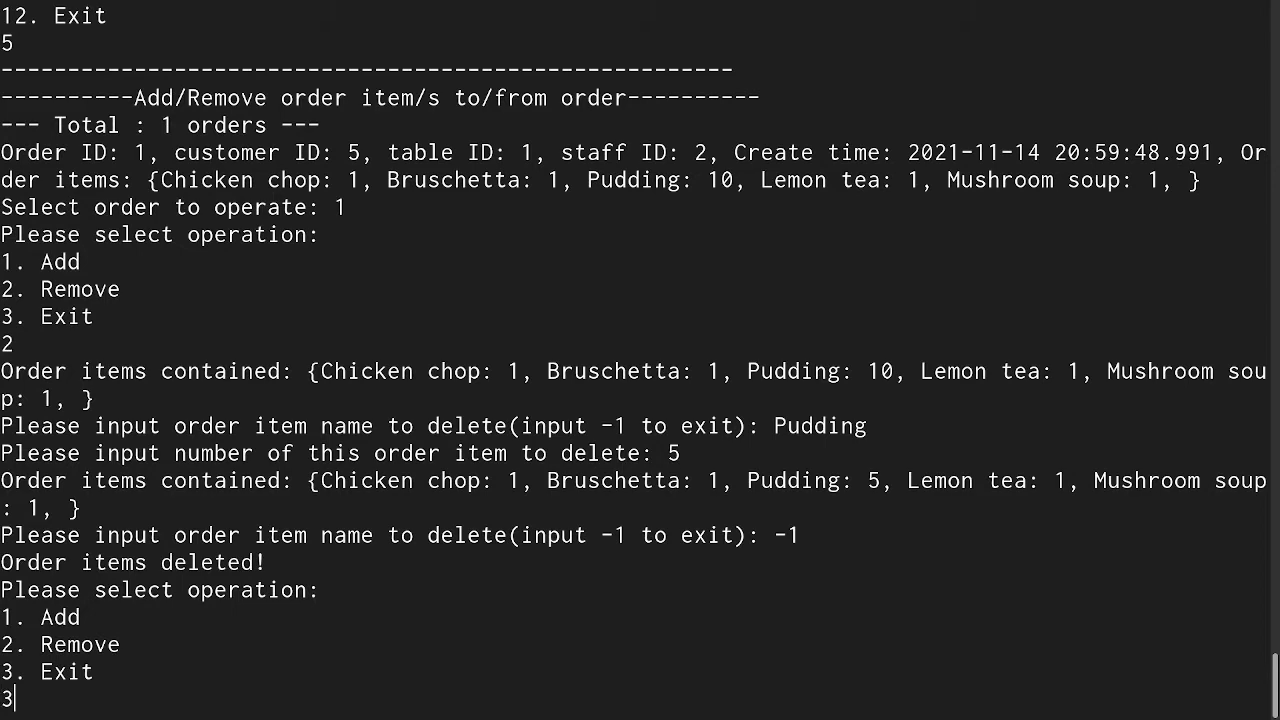 12. Exit
5
-------------------------------------------------------
----------Add/Remove order item/s to/from order----------
--- Total : 1 orders ---
Order ID: 1, customer ID: 5, table ID: 1, staff ID: 2, Create time: 2021-11-14 20:59:48.991, Or
der items: {Chicken chop: 1, Bruschetta: 1, Pudding: 10, Lemon tea: 1, Mushroom soup: 1, }
Select order to operate: 1
Please select operation:
1. Add
2. Remove
3. Exit
2
Order items contained: {Chicken chop: 1, Bruschetta: 1, Pudding: 10, Lemon tea: 1, Mushroom sou
p: 1, }
Please input order item name to delete(input -1 to exit): Pudding
Please input number of this order item to delete: 5
Order items contained: {Chicken chop: 1, Bruschetta: 1, Pudding: 5, Lemon tea: 1, Mushroom soup
: 1, }
Please input order item name to delete(input -1 to exit): -1
Order items deleted!
Please select operation:
1. Add
2. Remove
3. Exit
3